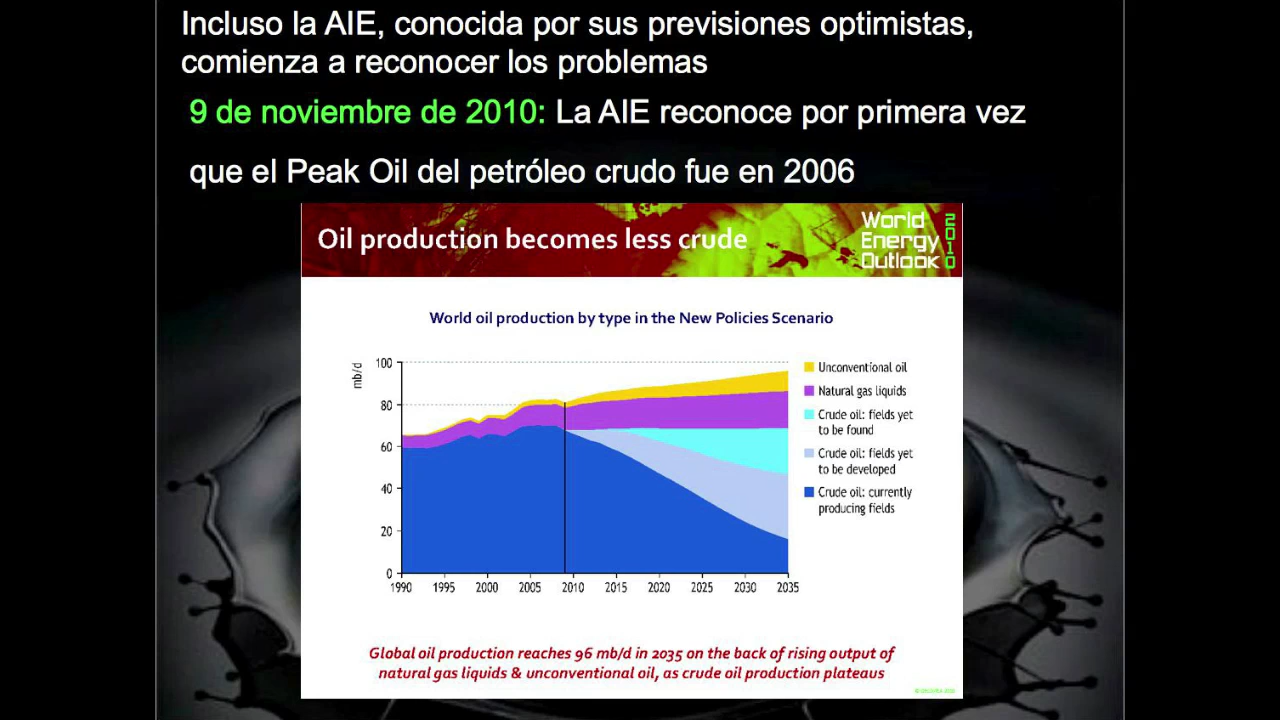 Incluso la AIE, conocida por sus previsiones optimistas,
comienza a reconocer los problemas
9 de noviembre de 2010: La AIE reconoce por primera vez
que el Peak Oil del petróleo crudo fue en 2006
Oil production becomes less crude
World
Energy
Outlook
2010
World oil production by type in the New Policies Scenario
mb/d
100
80
60
40
20
0
1990 1995 2000 2005 2010 2015 2020 2025 2030 2035
Unconventional oil
Natural gas liquids
Crude oil: fields yet
to be found
Crude oil: fields yet
to be developed
Crude oil: currently
producing fields
Global oil production reaches 96 mb/d in 2035 on the back of rising output of
natural gas liquids & unconventional oil, as crude oil production plateaus